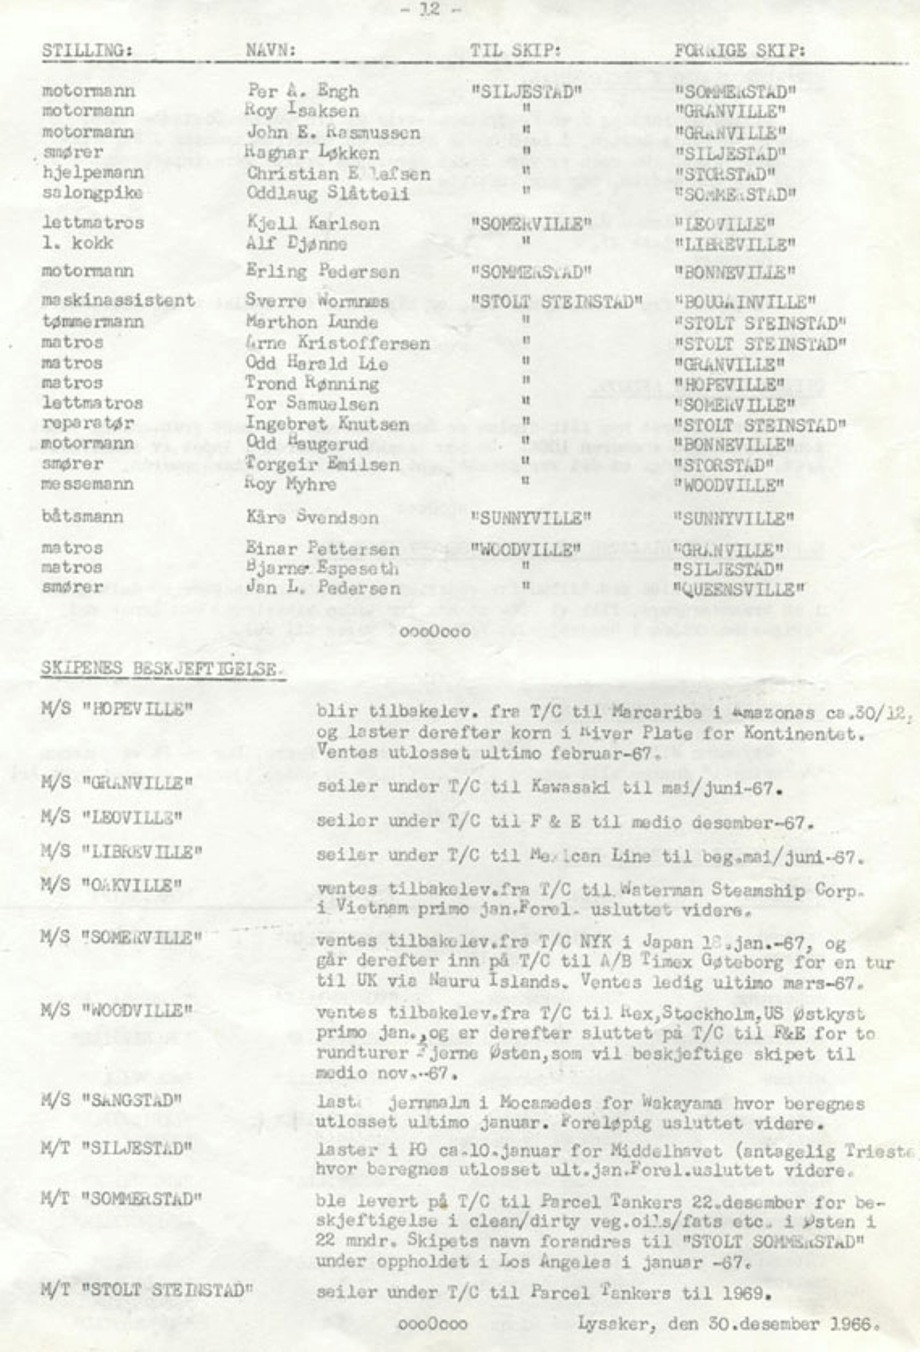 - 12 -
STILLING: NAVN: TIL SKIP: FORRIGE SKIP:
motormann Per A. Engh "SILJESTAD" "SOMMERSTAD"
motormann Roy Isaksen " "GRANVILLE"
motormann John E. Rasmussen " "GRANVILLE"
smører Ragnar Løkken " "SILJESTAD"
hjelpemann Christian Elefsen " "STORSTAD"
salongpike Oddlaug Slåtteli " "SOMMERSTAD"
lettmatros Kjell Karlsen "SOMERVILLE" "LEOVILLE"
1. kokk Alf Djønne " "LIBREVILLE"
motormann Erling Pedersen "SOMMERSTAD" "BONNEVILLE"
maskinassistent Sverre Wormnæs "STOLT STEINSTAD" "BOUGAINVILLE"
tømmermann Marthon Lunde " "STOLT STEINSTAD"
matros Arne Kristoffersen " "STOLT STEINSTAD"
matros Odd Harald Lie " "GRANVILLE"
matros Trond Rønning " "HOPEVILLE"
lettmatros Tor Samuelsen " "SOMERVILLE"
reparatør Ingebret Knutsen " "STOLT STEINSTAD"
motormann Odd Haugerud " "BONNEVILLE"
smører Torgeir Emilsen " "STORSTAD"
messemann Roy Myhre " "WOODVILLE"
båtsmann Kåre Svendsen "SUNNYVILLE" "SUNNYVILLE"
matros Einar Pettersen "WOODVILLE" "GRANVILLE"
matros Bjarne Espeseth " "SILJESTAD"
smører Jan L. Pedersen " "QUEENSVILLE"
oooOooo
SKIPENES BESKJEFTIGELSE.
M/S "HOPEVILLE" blir tilbakelev. fra T/C til Marcariba i Amazonas ca.30/12,
og laster derefter korn i River Plate for Kontinentet.
Ventes utlosset ultimo februar-67.
M/S "GRANVILLE" seiler under T/C til Kawasaki til mai/juni-67.
M/S "LEOVILLE" seiler under T/C til F & E til medio desember-67.
M/S "LIBREVILLE" seiler under T/C til Mexican Line til beg.mai/juni-67.
M/S "OAKVILLE" ventes tilbakelev.fra T/C til Waterman Steamship Corp.
i Vietnam primo jan.Forel. usluttet videre.
M/S "SOMERVILLE" ventes tilbakelev.fra T/C NYK i Japan 18.jan.-67, og
går derefter inn på T/C til A/B Timex Gøteborg for en tur
til UK via Nauru Islands. Ventes ledig ultimo mars-67.
M/S "WOODVILLE" ventes tilbakelev.fra T/C til Rex,Stockholm,US Østkyst
primo jan.,og er derefter sluttet på T/C til F&E for to
rundturer Fjerne Østen,som vil beskjeftige skipet til
medio nov.-67.
M/S "SANGSTAD" laster jernmalm i Mocamedes for Wakayama hvor beregnes
utlosset ultimo januar. Foreløpig usluttet videre.
M/T "SILJESTAD" laster i PG ca.10.januar for Middelhavet (antagelig Trieste
hvor beregnes utlosset ult.jan.Forel.usluttet videre.
M/T "SOMMERSTAD" ble levert på T/C til Parcel Tankers 22.desember for be-
skjeftigelse i clean/dirty veg.oils/fats etc. i Østen i
22 mndr. Skipets navn forandres til "STOLT SOMMERSTAD"
under oppholdet i Los Angeles i januar -67.
M/T "STOLT STEINSTAD" seiler under T/C til Parcel Tankers til 1969.
oooOooo Lysaker, den 30.desember 1966.